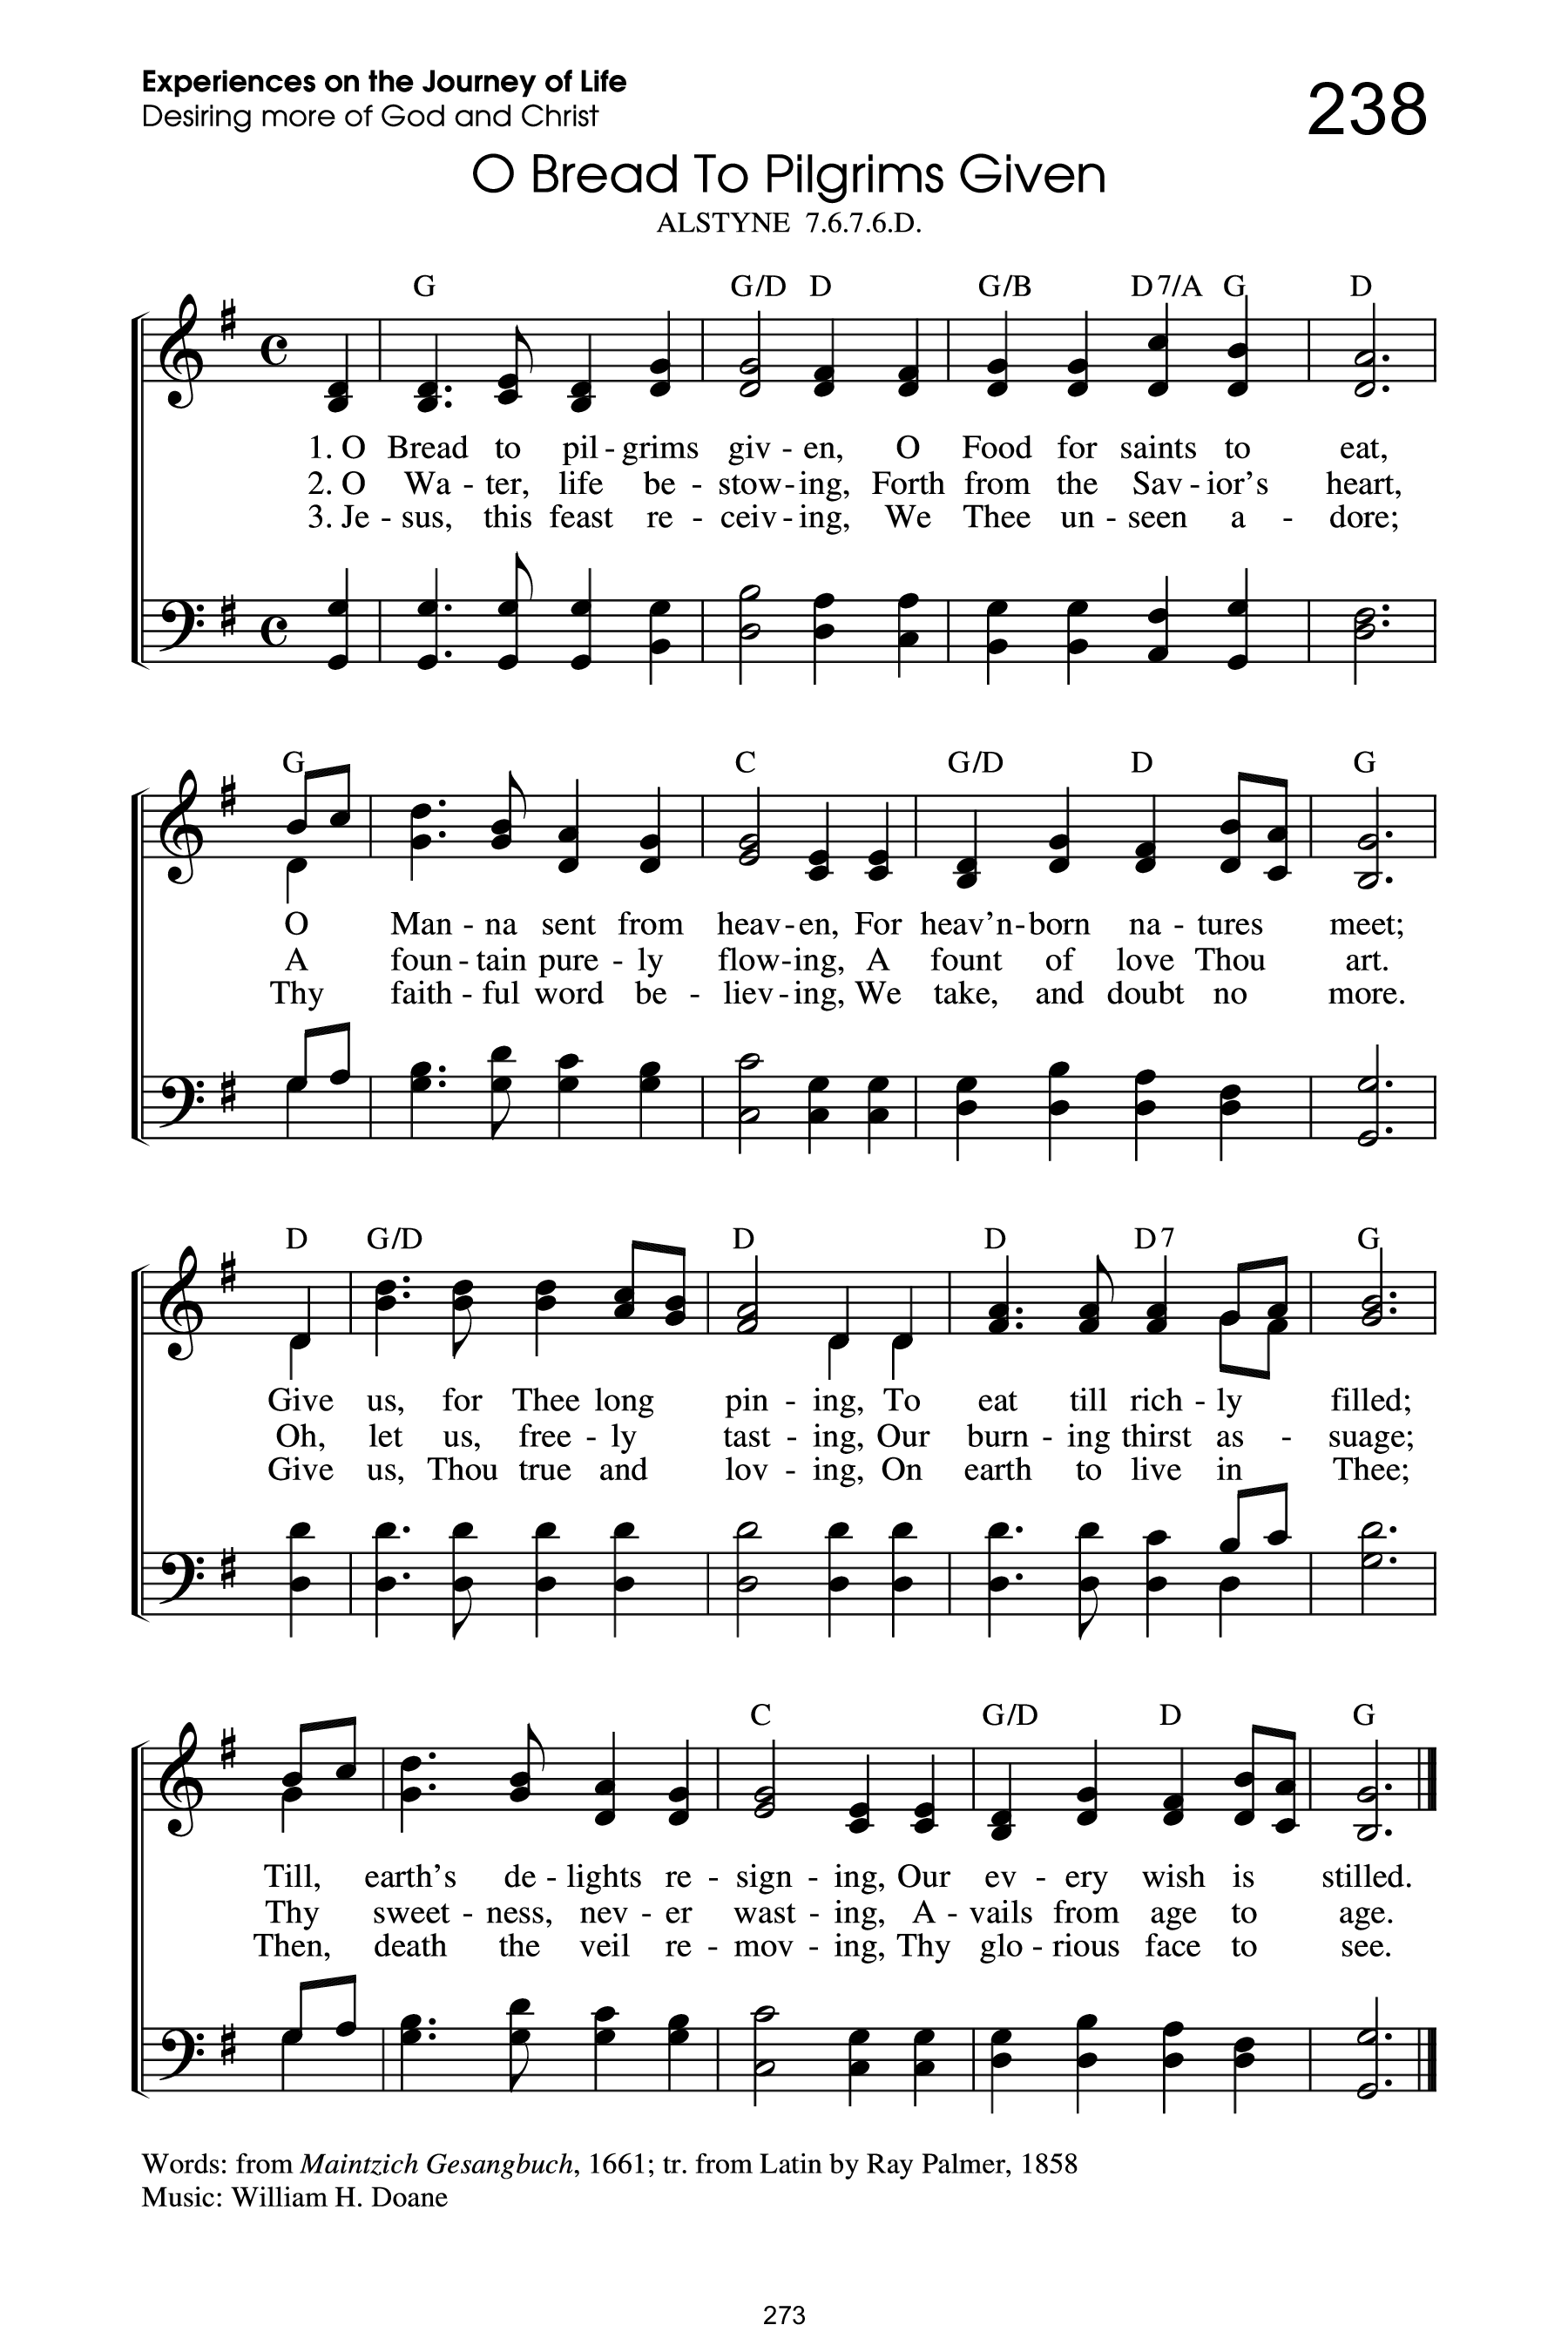 Experiences on the Journey of Life
Desiring more of God and Christ
238
O Bread To Pilgrims Given
ALSTYNE 7.6.7.6.D.
G G/D D G/B D7/A G D
1. O Bread to pil - grims giv - en, O Food for saints to eat,
2. O Wa - ter, life be - stow - ing, Forth from the Sav - ior's heart,
3. Je - sus, this feast re - ceiv - ing, We Thee un - seen a - dore;
G C G/D D G
O Man - na sent from heav - en, For heav'n - born na - tures meet;
A foun - tain pure - ly flow - ing, A fount of love Thou art.
Thy faith - ful word be - liev - ing, We take, and doubt no more.
D G/D D D D7 G
Give us, for Thee long pin - ing, To eat till rich - ly filled;
Oh, let us, free - ly tast - ing, Our burn - ing thirst as - suage;
Give us, Thou true and lov - ing, On earth to live in Thee;
C G/D D G
Till, earth's de - lights re - sign - ing, Our ev - ery wish is stilled.
Thy sweet - ness, nev - er wast - ing, A - vails from age to age.
Then, death the veil re - mov - ing, Thy glo - rious face to see.
Words: from Maintzich Gesangbuch, 1661; tr. from Latin by Ray Palmer, 1858
Music: William H. Doane
273